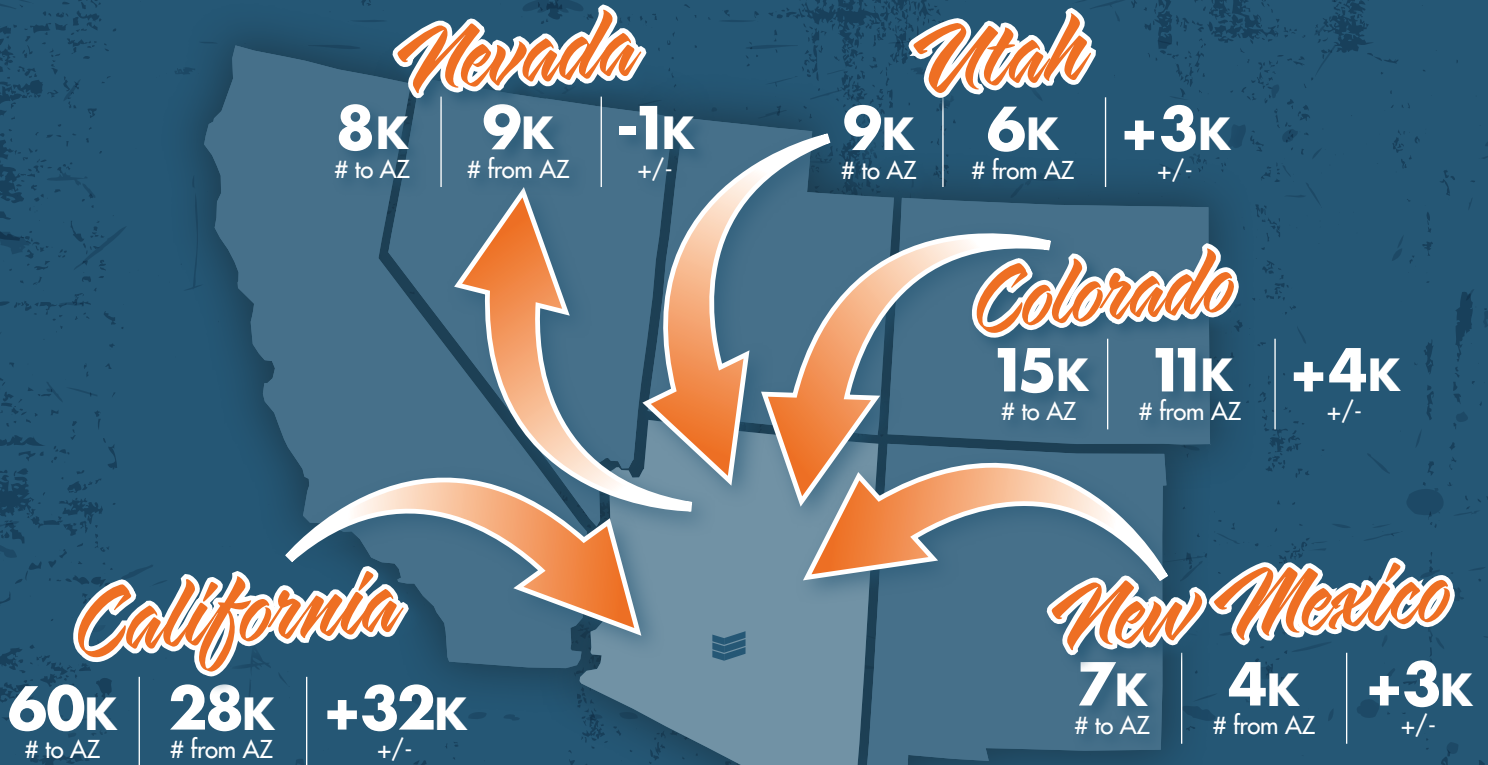 Nevada
8K | 9K | -1K
# to AZ | # from AZ | +/-
Utah
9K | 6K | +3K
# to AZ | # from AZ | +/-
Colorado
15K | 11K | +4K
# to AZ | # from AZ | +/-
California
60K | 28K | +32K
# to AZ | # from AZ | +/-
New Mexico
7K | 4K | +3K
# to AZ | # from AZ | +/-